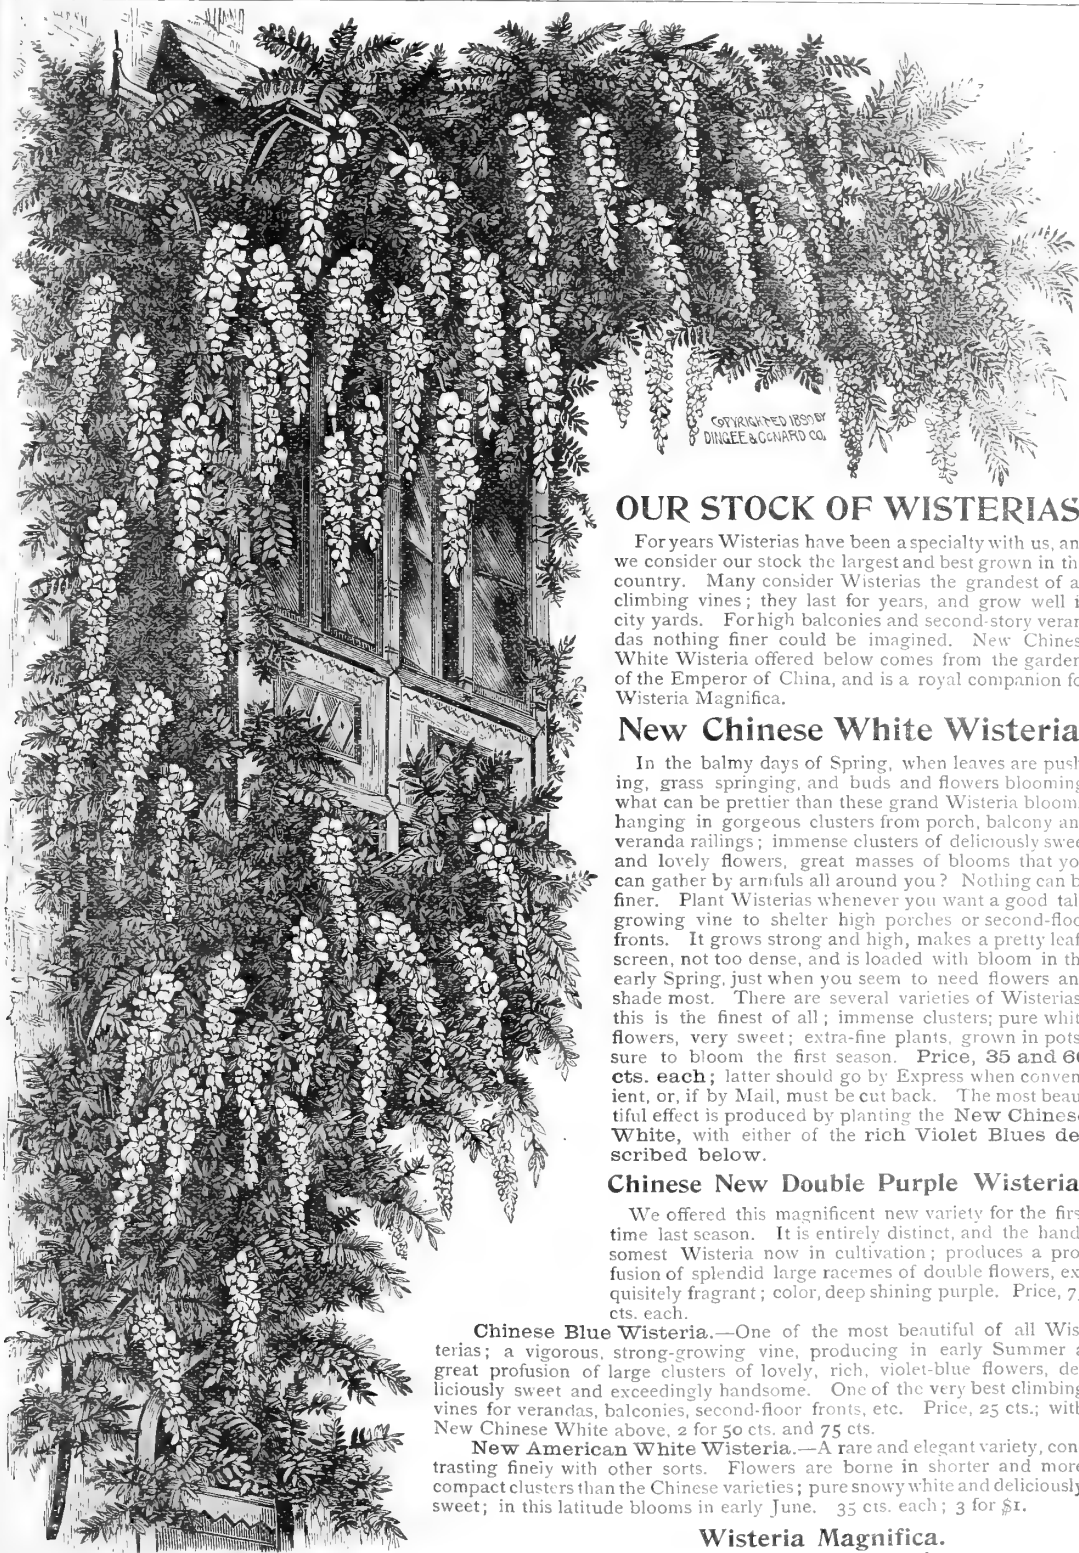 COPYRIGHTED 1899 BY
DINGEE & CONARD CO.
OUR STOCK OF WISTERIAS
For years Wisterias have been a specialty with us, an
we consider our stock the largest and best grown in th
country. Many consider Wisterias the grandest of a
climbing vines; they last for years, and grow well i
city yards. For high balconies and second-story veran
das nothing finer could be imagined. New Chines
White Wisteria offered below comes from the garden
of the Emperor of China, and is a royal companion fo
Wisteria Magnifica.
New Chinese White Wisteria
In the balmy days of Spring, when leaves are push
ing, grass springing, and buds and flowers blooming
what can be prettier than these grand Wisteria bloom
hanging in gorgeous clusters from porch, balcony an
veranda railings; immense clusters of deliciously swee
and lovely flowers, great masses of blooms that yo
can gather by armfuls all around you? Nothing can b
finer. Plant Wisterias whenever you want a good tal
growing vine to shelter high porches or second-floo
fronts. It grows strong and high, makes a pretty leaf
screen, not too dense, and is loaded with bloom in th
early Spring, just when you seem to need flowers an
shade most. There are several varieties of Wisterias
this is the finest of all; immense clusters; pure whit
flowers, very sweet; extra-fine plants, grown in pots
sure to bloom the first season. Price, 35 and 60
cts. each; latter should go by Express when conven
ient, or, if by Mail, must be cut back. The most beau
tiful effect is produced by planting the New Chinese
White, with either of the rich Violet Blues de
scribed below.
Chinese New Double Purple Wisteria
We offered this magnificent new variety for the firs
time last season. It is entirely distinct, and the hand
somest Wisteria now in cultivation; produces a pro
fusion of splendid large racemes of double flowers, ex
quisitely fragrant; color, deep shining purple. Price, 7
cts. each.
Chinese Blue Wisteria.—One of the most beautiful of all Wis
terias; a vigorous, strong-growing vine, producing in early Summer a
great profusion of large clusters of lovely, rich, violet-blue flowers, de
liciously sweet and exceedingly handsome. One of the very best climbing
vines for verandas, balconies, second-floor fronts, etc. Price, 25 cts.; with
New Chinese White above, 2 for 50 cts. and 75 cts.
New American White Wisteria.—A rare and elegant variety, con
trasting finely with other sorts. Flowers are borne in shorter and more
compact clusters than the Chinese varieties; pure snowy white and deliciously
sweet; in this latitude blooms in early June. 35 cts. each; 3 for $1.
Wisteria Magnifica.